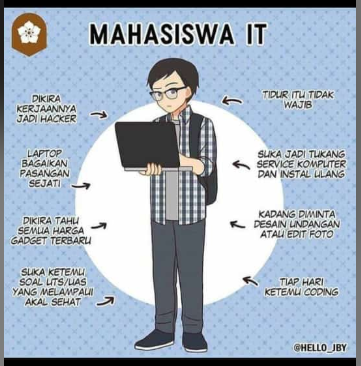 MAHASISWA IT
DIKIRA
KERJAANNYA
JADI HACKER
TIDUR ITU TIDAK
WAJIB
LAPTOP
BAGAIKAN
PASANGAN
SEJATI
SUKA JADI TUKANG
SERVICE KOMPUTER
DAN INSTAL ULANG
DIKIRA TAHU
SEMUA HARGA
GADGET TERBARU
KADANG DIMINTA
DESAIN UNDANGAN
ATAU EDIT FOTO
SUKA KETEMU
SOAL UTS/UAS
YANG MELAMPAUI
AKAL SEHAT
TIAP HARI
KETEMU CODING
@HELLO_JBY